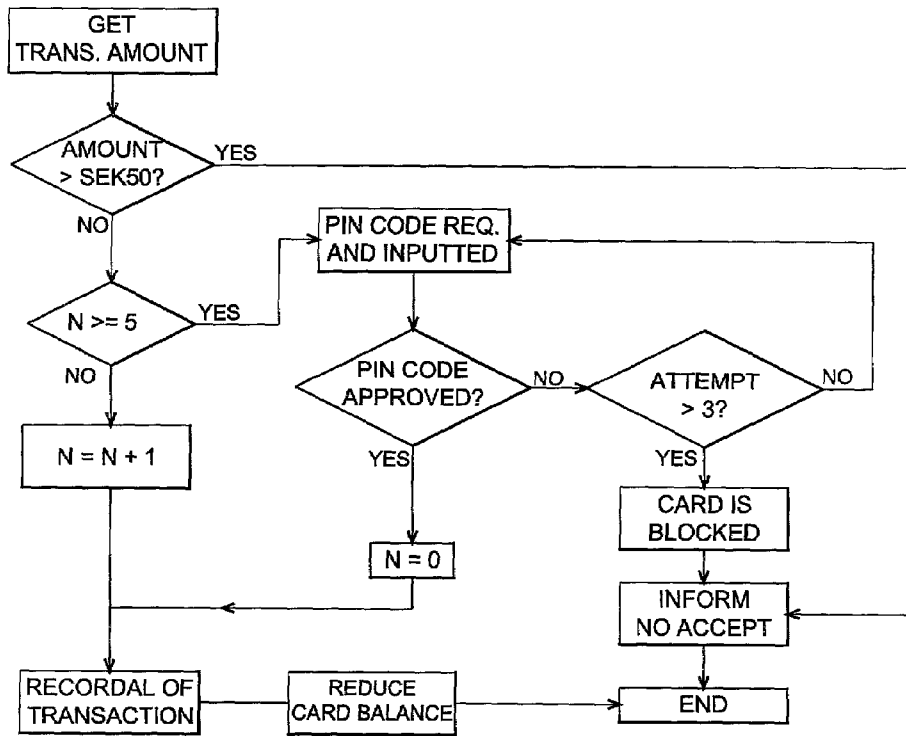 GET
TRANS. AMOUNT
AMOUNT
> SEK50?
YES
NO
PIN CODE REQ.
AND INPUTTED
N >= 5
YES
NO
PIN CODE
APPROVED?
NO
YES
ATTEMPT
> 3?
NO
YES
N = N + 1
CARD IS
BLOCKED
N = 0
INFORM
NO ACCEPT
RECORDAL OF
TRANSACTION
REDUCE
CARD BALANCE
END